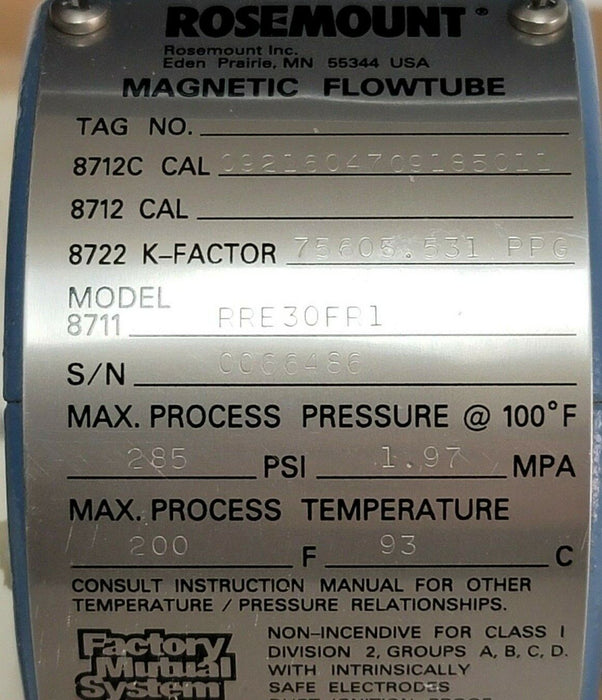 ROSEMOUNT®
Rosemount Inc.
Eden Prairie, MN 55344 USA
MAGNETIC FLOWTUBE
TAG NO.
8712C CAL 0921604709185011
8712 CAL
8722 K-FACTOR 75605.531 PPG
MODEL
8711 RRE30FR1
S/N 0066486
MAX. PROCESS PRESSURE @ 100°F
285 PSI 1.97 MPA
MAX. PROCESS TEMPERATURE
200 F 93 C
CONSULT INSTRUCTION MANUAL FOR OTHER
TEMPERATURE / PRESSURE RELATIONSHIPS.
Factory
Mutual
System
NON-INCENDIVE FOR CLASS I
DIVISION 2, GROUPS A, B, C, D.
WITH INTRINSICALLY
SAFE ELECTRODES